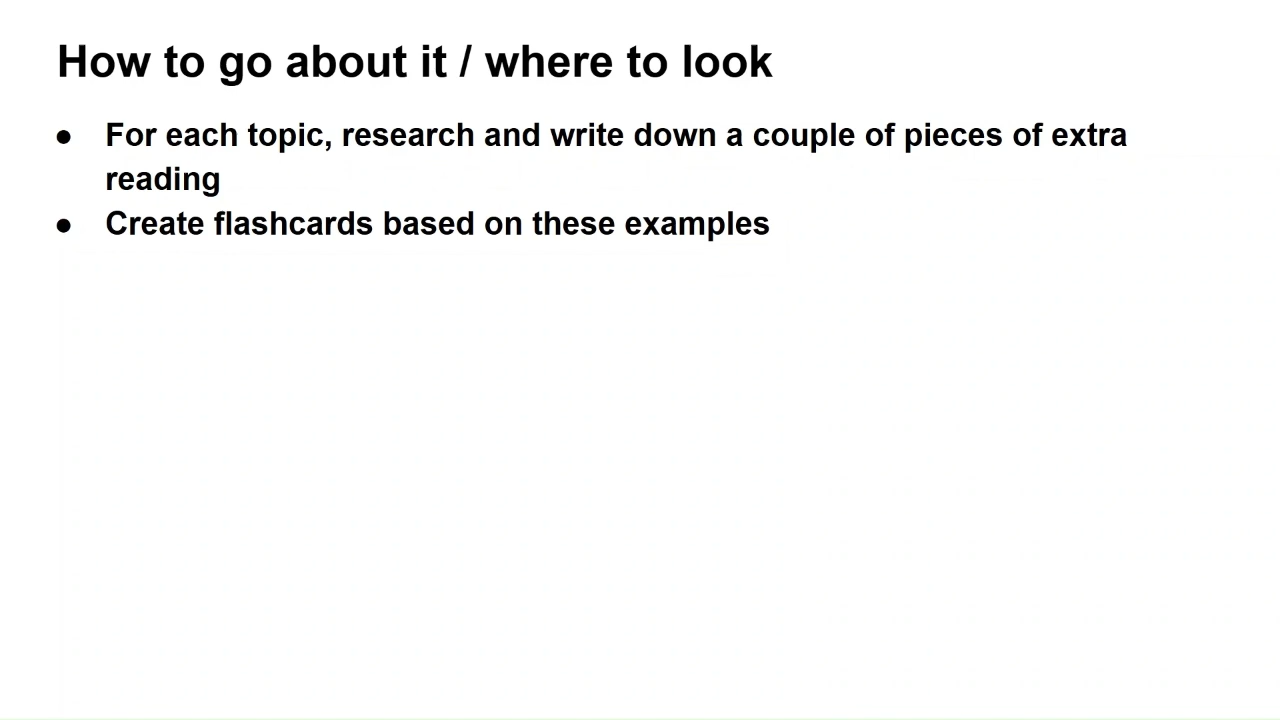 How to go about it / where to look
● For each topic, research and write down a couple of pieces of extra
reading
● Create flashcards based on these examples